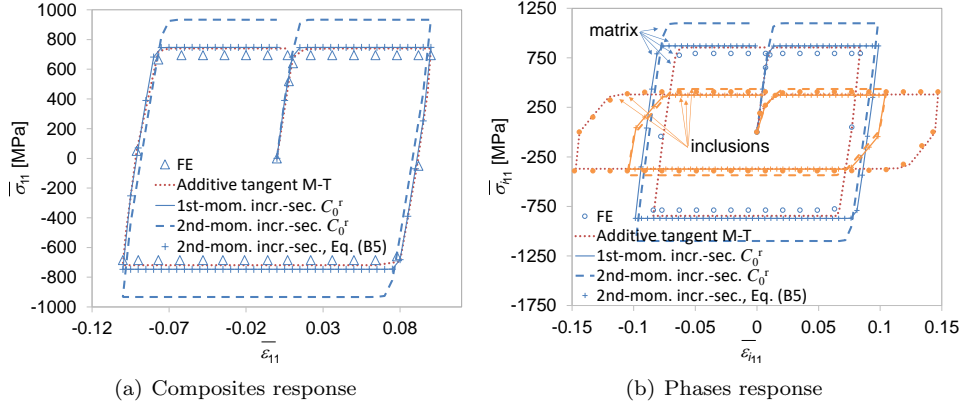 1000
800
600
400
200
0
-200
-400
-600
-800
-1000
-0.12
-0.07
-0.02
0.03
0.08
σ11 [MPa]
ε11
FE
Additive tangent M-T
1st-mom. incr.-sec. C0r
2nd-mom. incr.-sec. C0r
2nd-mom. incr.-sec., Eq. (B5)
(a) Composites response
1250
750
250
-250
-750
-1250
-1750
-0.15
-0.1
-0.05
0
0.05
0.1
0.15
σi11 [MPa]
εi11
matrix
inclusions
FE
Additive tangent M-T
1st-mom. incr.-sec. C0r
2nd-mom. incr.-sec. C0r
2nd-mom. incr.-sec., Eq. (B5)
(b) Phases response